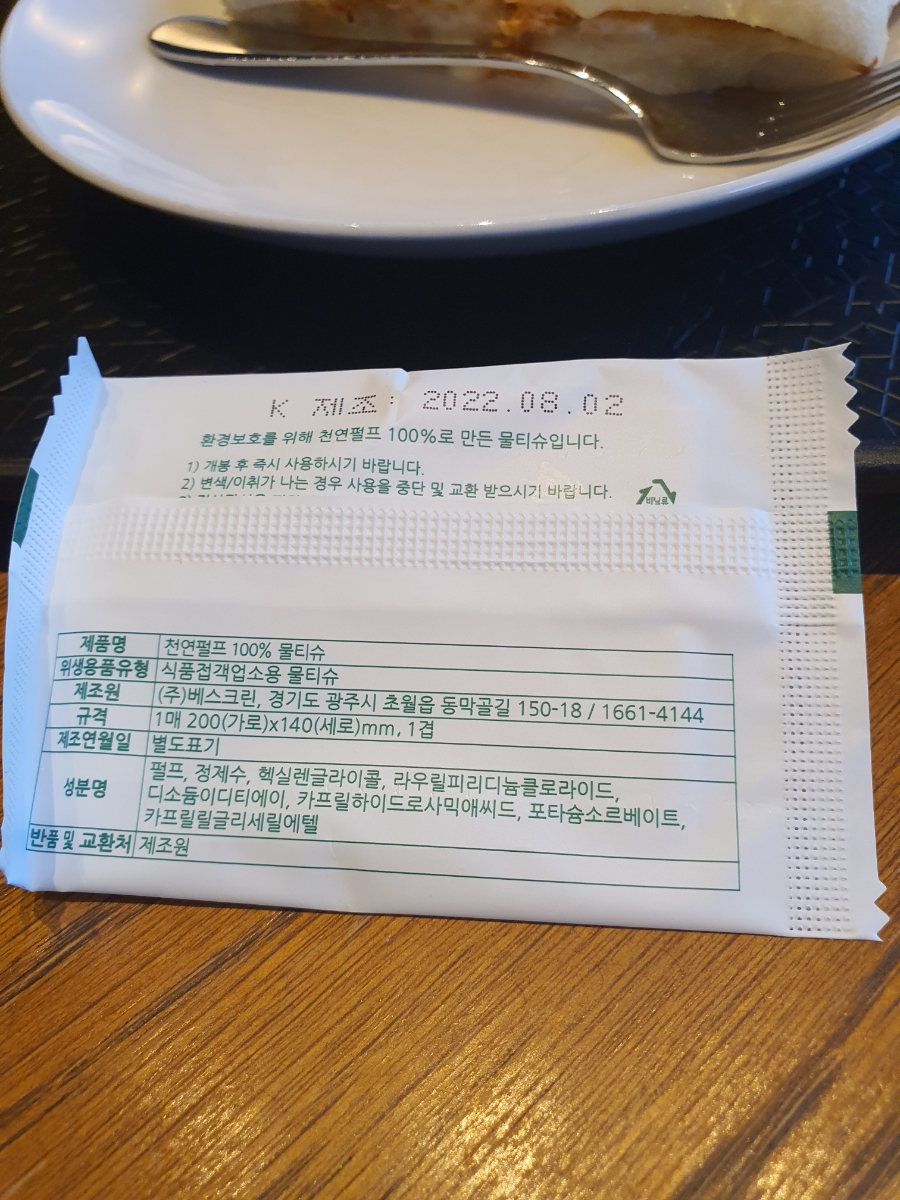 K 제조: 2022.08.02
환경보호를 위해 천연펄프 100%로 만든 물티슈입니다.
1) 개봉 후 즉시 사용하시기 바랍니다.
2) 변색/이취가 나는 경우 사용을 중단 및 교환 받으시기 바랍니다.
비닐류
제품명 천연펄프 100% 물티슈
위생용품유형 식품접객업소용 물티슈
제조원 (주)베스크린, 경기도 광주시 초월읍 동막골길 150-18 / 1661-4144
규격 1매 200(가로)x140(세로)mm, 1겹
제조연월일 별도표기
성분명 펄프, 정제수, 헥실렌글라이콜, 라우릴피리디늄클로라이드,
디소듐이디티에이, 카프릴하이드로사믹애씨드, 포타슘소르베이트,
카프릴릴글리세릴에텔
반품 및 교환처 제조원